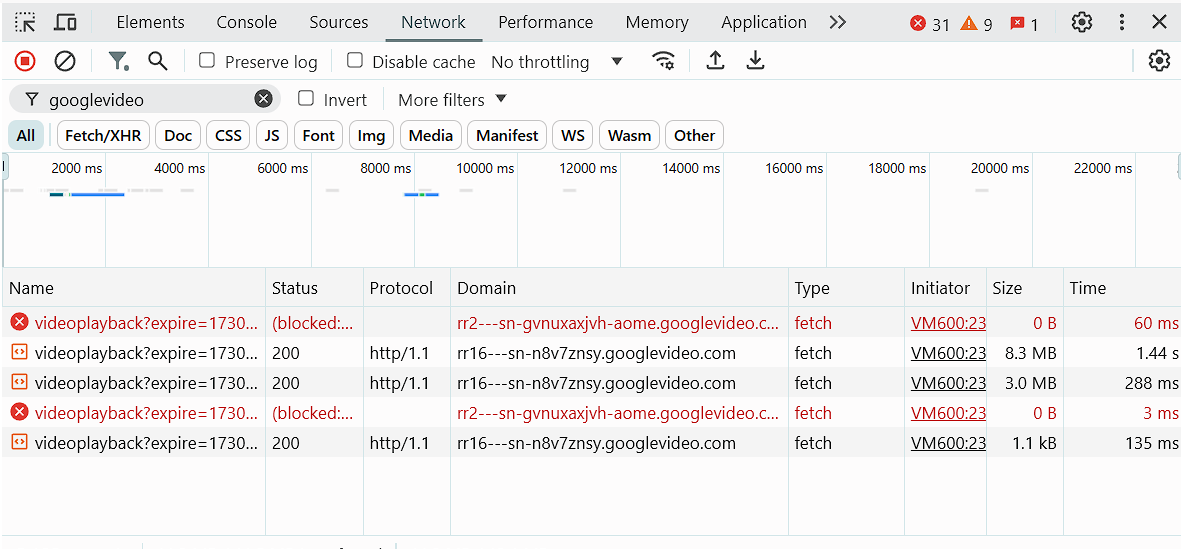 Elements Console Sources Network Performance Memory Application 31 9 1
Preserve log Disable cache No throttling
googlevideo Invert More filters
All Fetch/XHR Doc CSS JS Font Img Media Manifest WS Wasm Other
2000 ms 4000 ms 6000 ms 8000 ms 10000 ms 12000 ms 14000 ms 16000 ms 18000 ms 20000 ms 22000 ms
Name Status Protocol Domain Type Initiator Size Time
videoplayback?expire=1730... (blocked:... rr2---sn-gvnuxaxjvh-aome.googlevideo.c... fetch VM600:23 0 B 60 ms
videoplayback?expire=1730... 200 http/1.1 rr16---sn-n8v7znsy.googlevideo.com fetch VM600:23 8.3 MB 1.44 s
videoplayback?expire=1730... 200 http/1.1 rr16---sn-n8v7znsy.googlevideo.com fetch VM600:23 3.0 MB 288 ms
videoplayback?expire=1730... (blocked:... rr2---sn-gvnuxaxjvh-aome.googlevideo.c... fetch VM600:23 0 B 3 ms
videoplayback?expire=1730... 200 http/1.1 rr16---sn-n8v7znsy.googlevideo.com fetch VM600:23 1.1 kB 135 ms